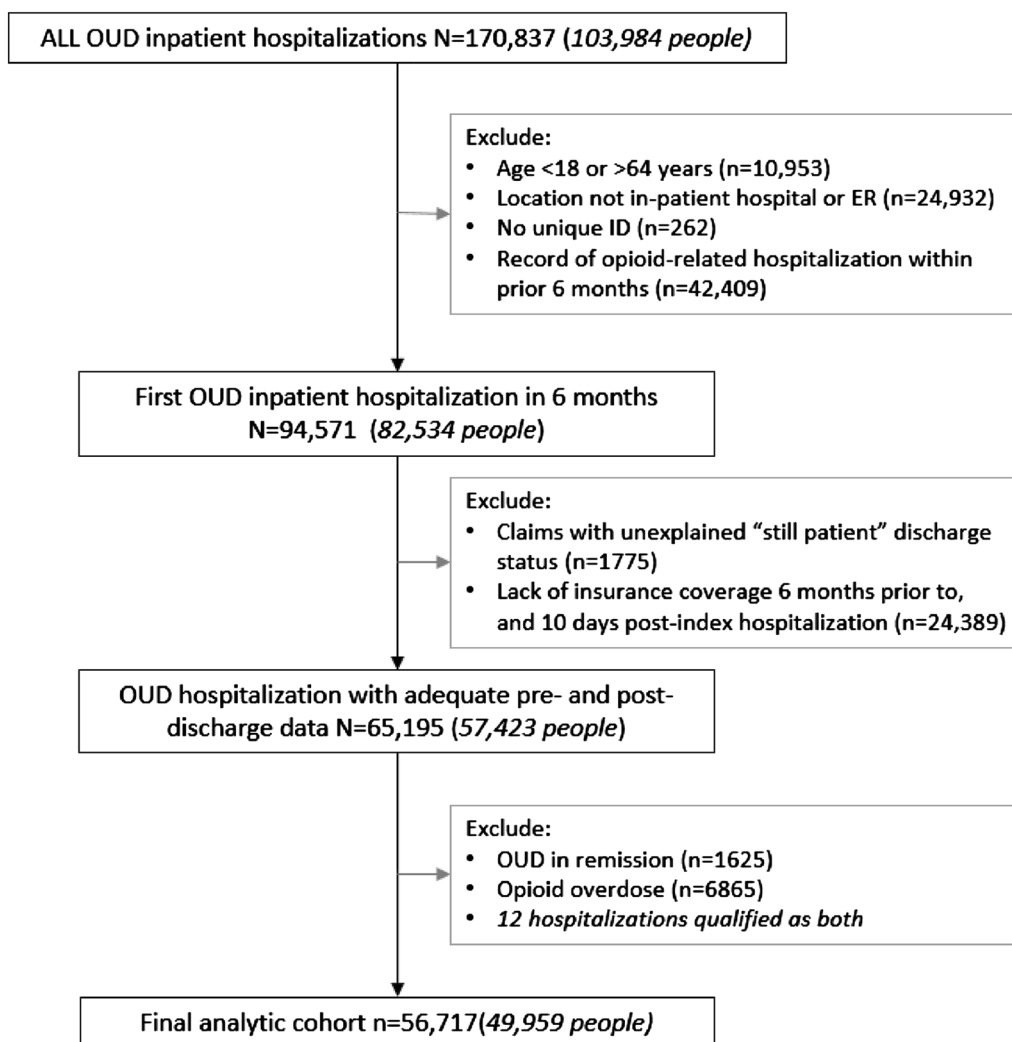 ALL OUD inpatient hospitalizations N=170,837 (103,984 people)
Exclude:
• Age <18 or >64 years (n=10,953)
• Location not in-patient hospital or ER (n=24,932)
• No unique ID (n=262)
• Record of opioid-related hospitalization within
prior 6 months (n=42,409)
First OUD inpatient hospitalization in 6 months
N=94,571 (82,534 people)
Exclude:
• Claims with unexplained “still patient” discharge
status (n=1775)
• Lack of insurance coverage 6 months prior to,
and 10 days post-index hospitalization (n=24,389)
OUD hospitalization with adequate pre- and post-
discharge data N=65,195 (57,423 people)
Exclude:
• OUD in remission (n=1625)
• Opioid overdose (n=6865)
• 12 hospitalizations qualified as both
Final analytic cohort n=56,717(49,959 people)